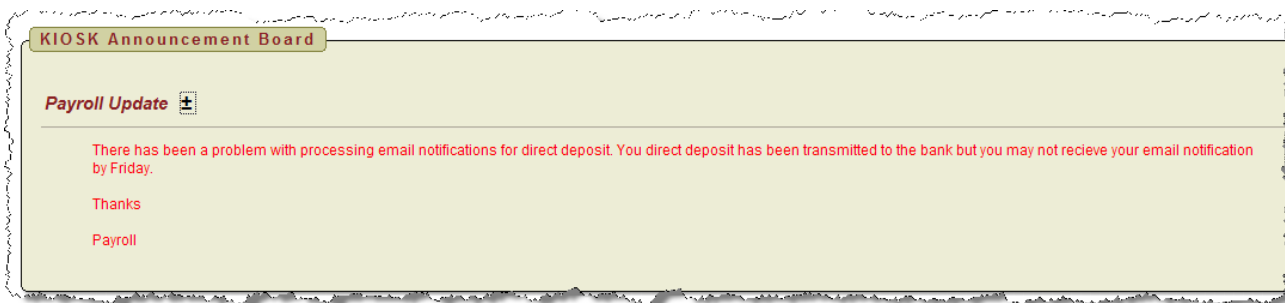 KIOSK Announcement Board
Payroll Update ±
There has been a problem with processing email notifications for direct deposit. You direct deposit has been transmitted to the bank but you may not recieve your email notification
by Friday.
Thanks
Payroll